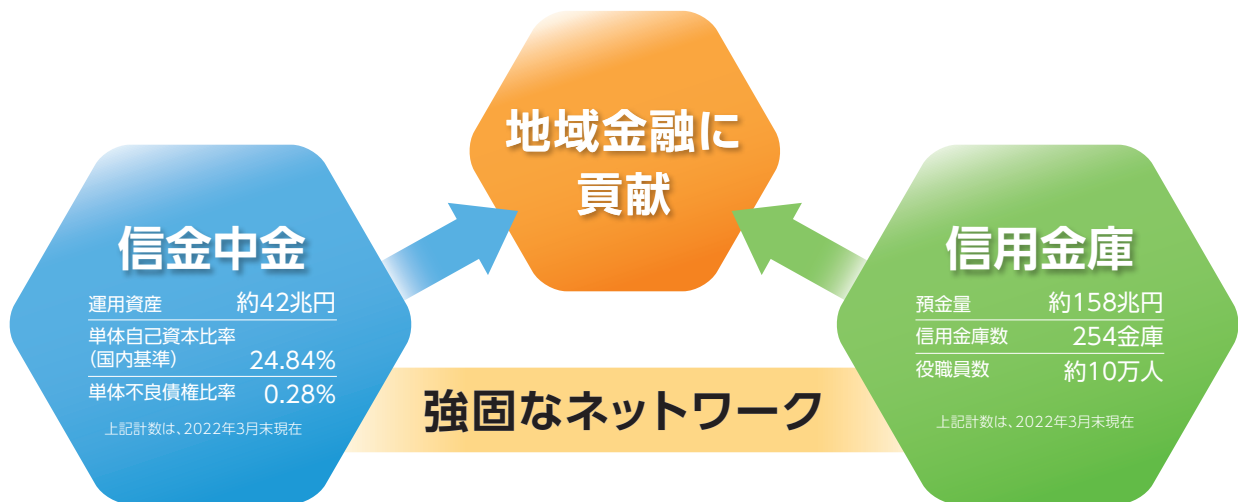 地域金融に
貢献
信金中金
運用資産 約42兆円
単体自己資本比率
(国内基準) 24.84%
単体不良債権比率 0.28%
上記計数は、2022年3月末現在
信用金庫
預金量 約158兆円
信用金庫数 254金庫
役職員数 約10万人
上記計数は、2022年3月末現在
強固なネットワーク